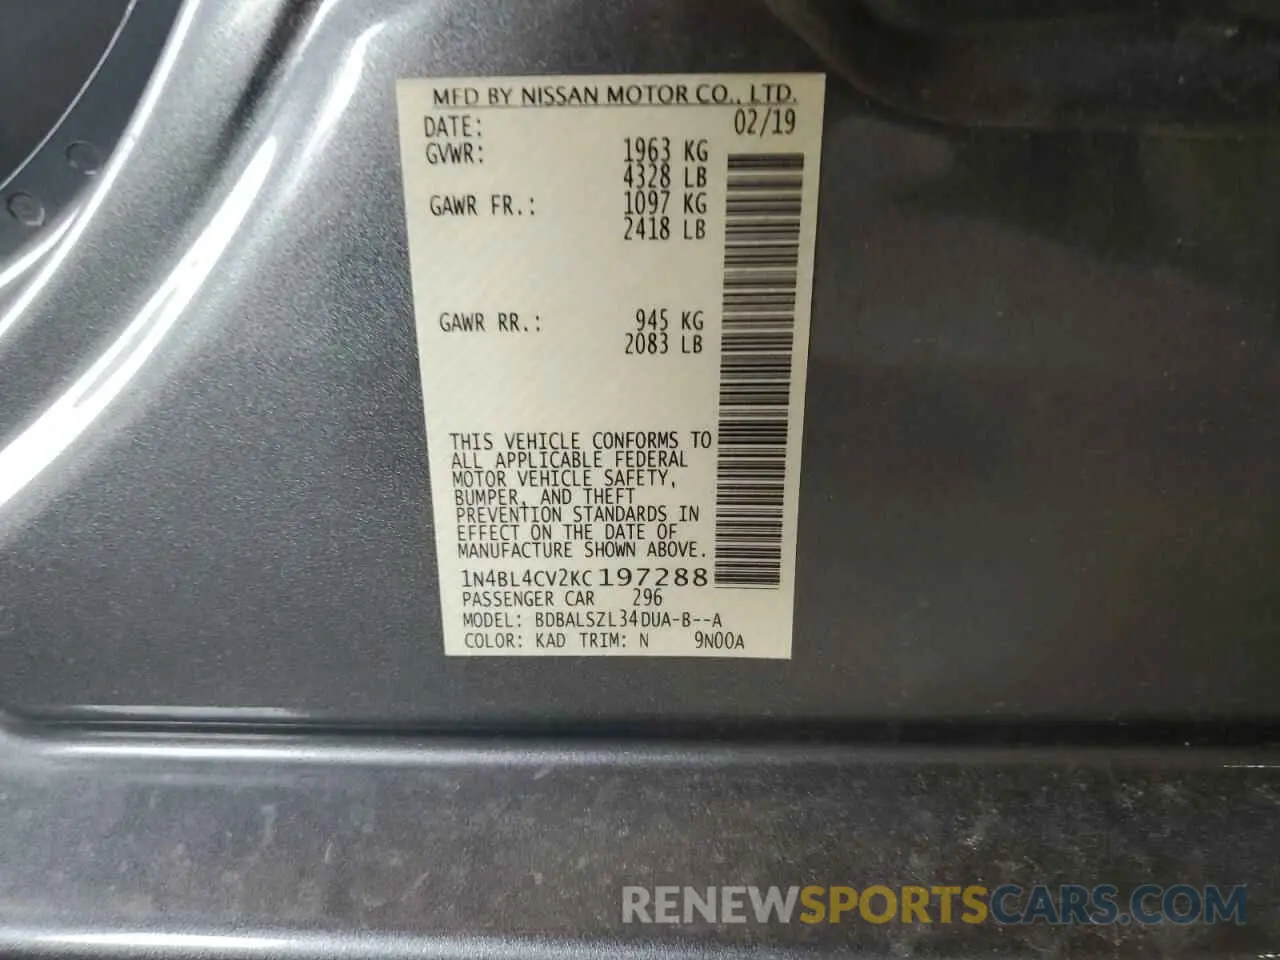 MFD BY NISSAN MOTOR CO., LTD.
DATE: 02/19
GVWR: 1963 KG
4328 LB
GAWR FR.: 1097 KG
2418 LB
GAWR RR.: 945 KG
2083 LB
THIS VEHICLE CONFORMS TO
ALL APPLICABLE FEDERAL
MOTOR VEHICLE SAFETY,
BUMPER, AND THEFT
PREVENTION STANDARDS IN
EFFECT ON THE DATE OF
MANUFACTURE SHOWN ABOVE.
1N4BL4CV2KC197288
PASSENGER CAR 296
MODEL: BDBALSZL34DUA-B--A
COLOR: KAD TRIM: N 9N00A
RENEWSPORTSCARS.COM